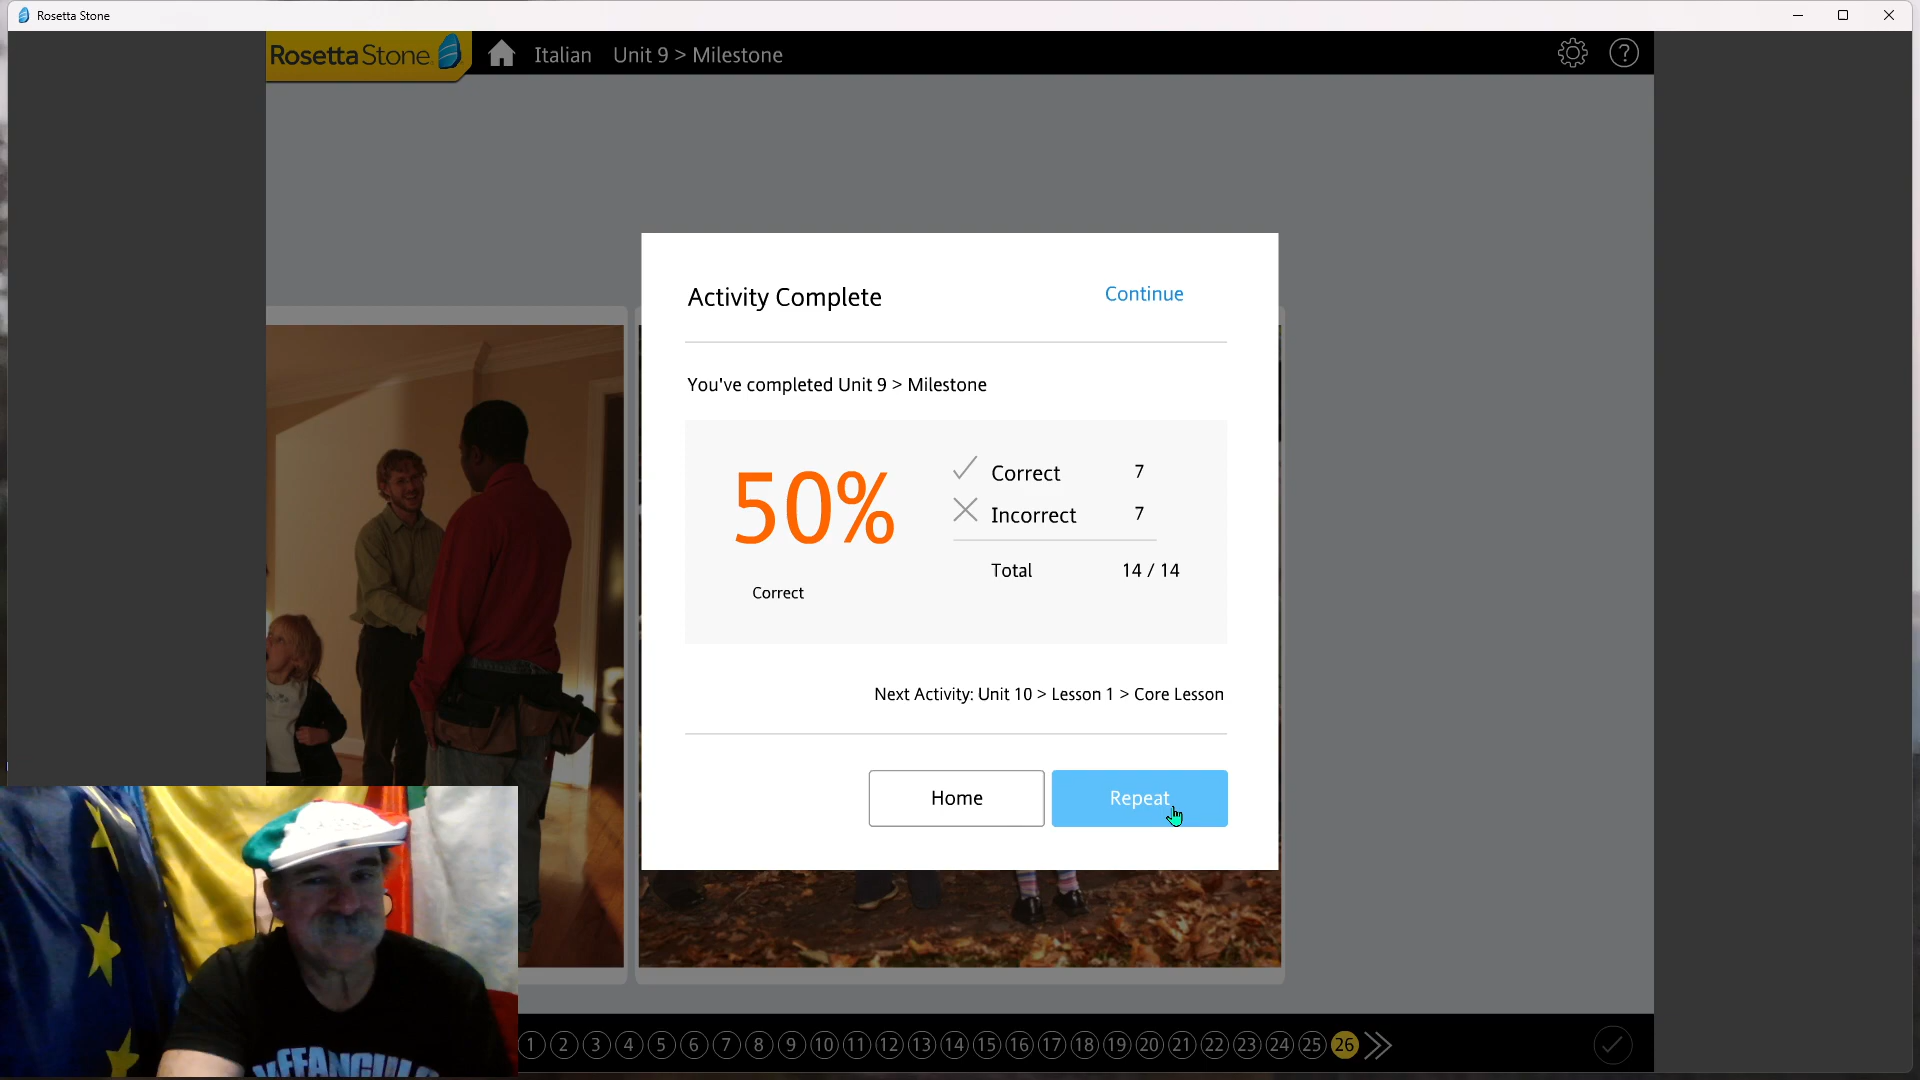 Rosetta Stone
RosettaStone Italian Unit 9 > Milestone ?
Activity Complete Continue
You've completed Unit 9 > Milestone
50% Correct
Correct 7
Incorrect 7
Total 14 / 14
Next Activity: Unit 10 > Lesson 1 > Core Lesson
Home Repeat
1 2 3 4 5 6 7 8 9 10 11 12 13 14 15 16 17 18 19 20 21 22 23 24 25 26